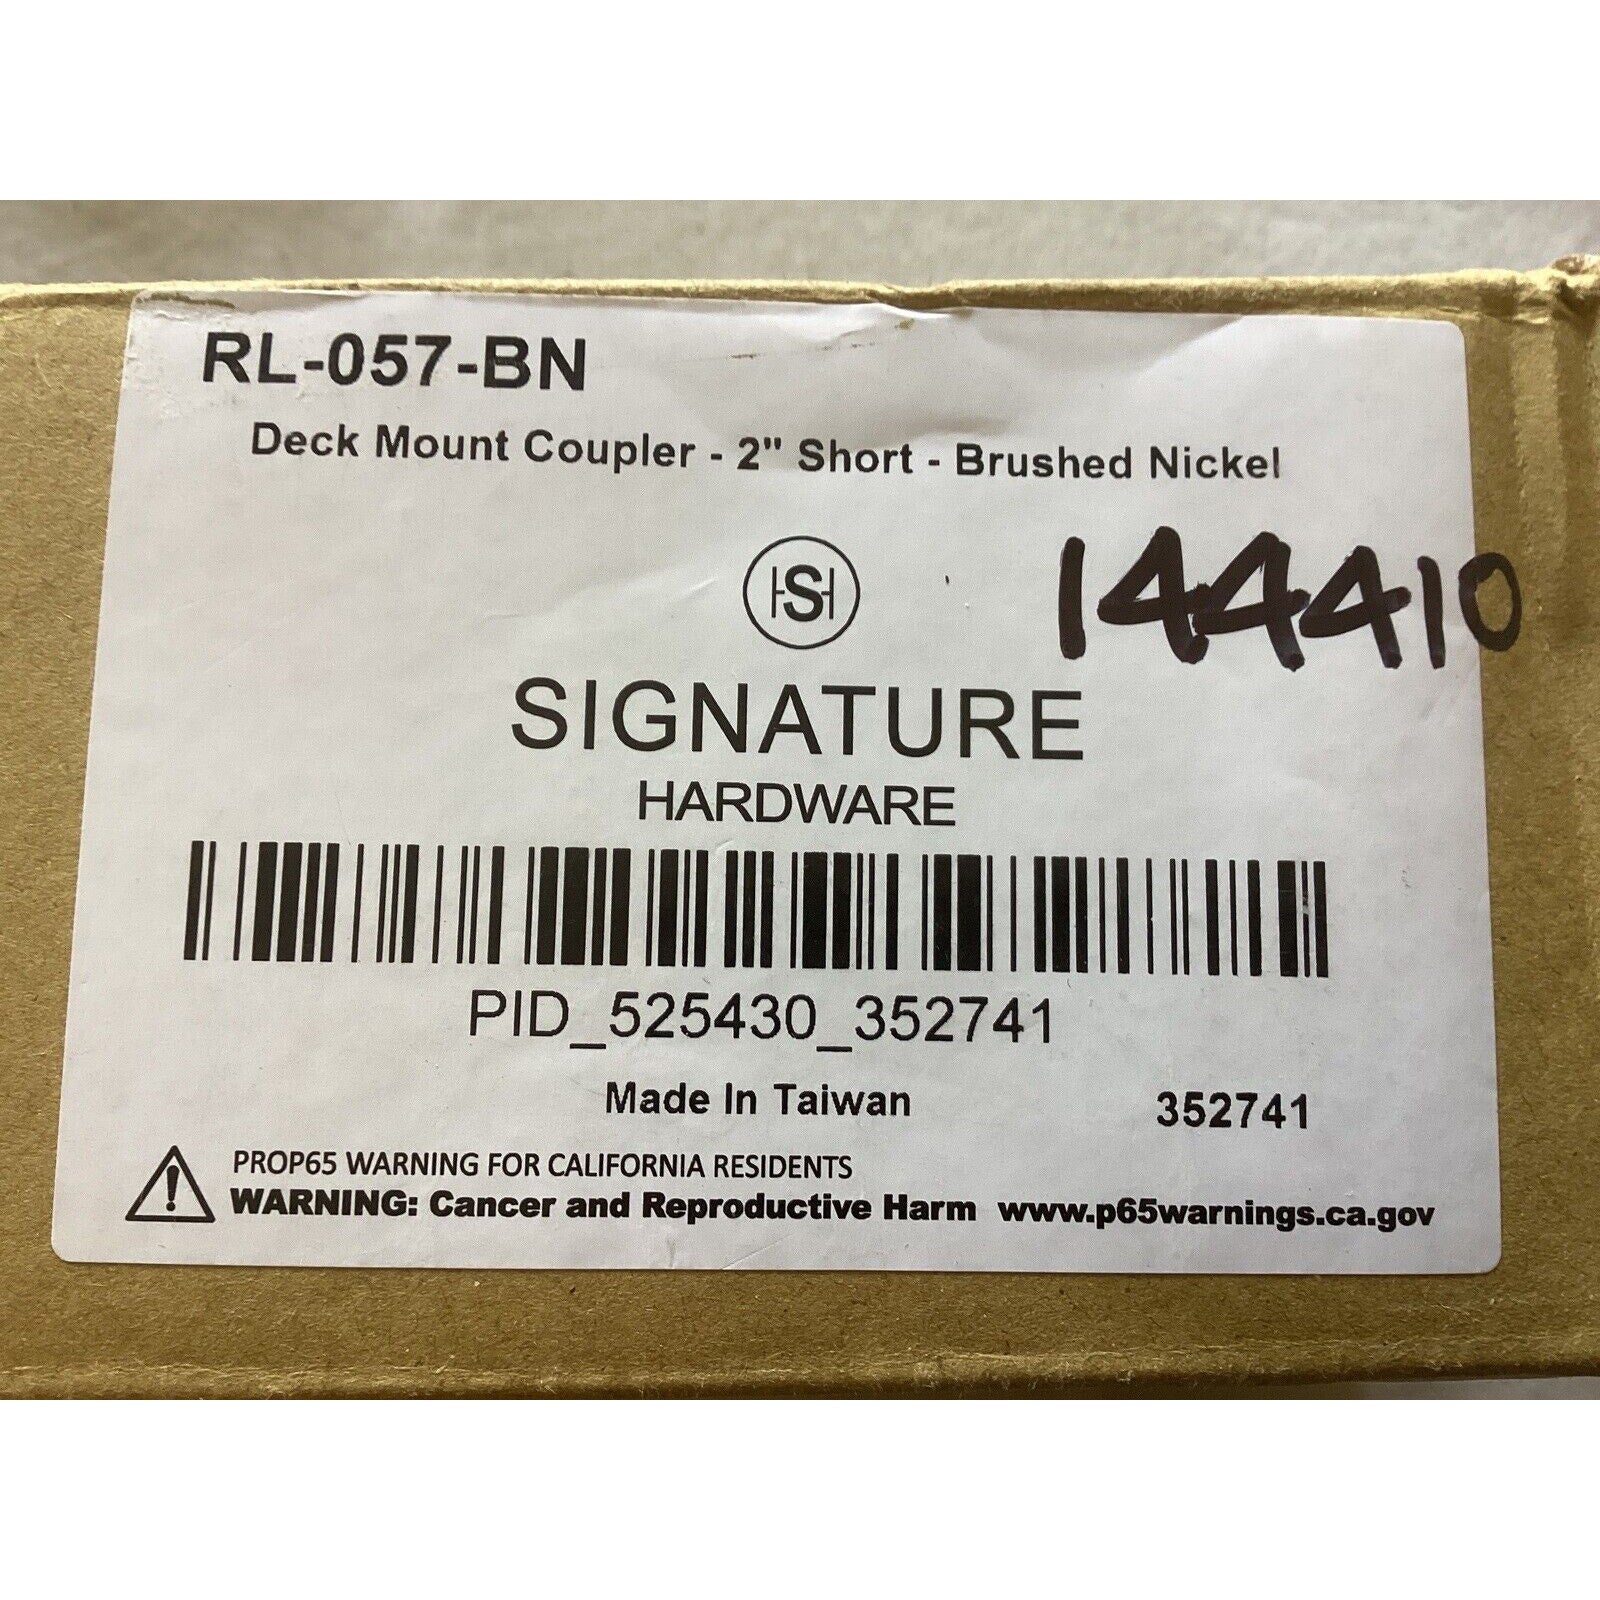 RL-057-BN
Deck Mount Coupler - 2" Short - Brushed Nickel
HSH
144410
SIGNATURE
HARDWARE
PID_525430_352741
Made In Taiwan 352741
PROP65 WARNING FOR CALIFORNIA RESIDENTS
WARNING: Cancer and Reproductive Harm www.p65warnings.ca.gov